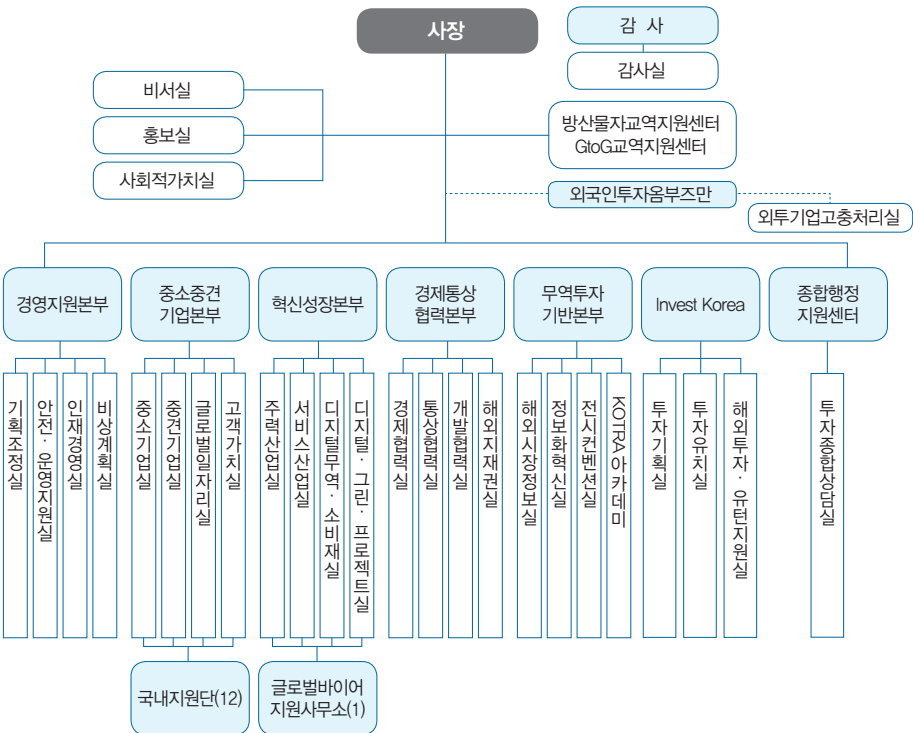 사장
감 사
감사실
비서실
홍보실
사회적가치실
방산물자교역지원센터
GtoG교역지원센터
외국인투자옴부즈만
외투기업고충처리실
경영지원본부
중소중견
기업본부
혁신성장본부
경제통상
협력본부
무역투자
기반본부
Invest Korea
종합행정
지원센터
기획조정실
안전·운영지원실
인재경영실
비상계획실
중소기업실
중견기업실
글로벌일자리실
고객가치실
주력산업실
서비스산업실
디지털무역·소비재실
디지털·그린·프로젝트실
경제협력실
통상협력실
개발협력실
해외지재권실
해외시장정보실
정보화혁신실
전시컨벤션실
KOTRA아카데미
투자기획실
투자유치실
해외투자·유턴지원실
투자종합상담실
국내지원단(12)
글로벌바이어
지원사무소(1)